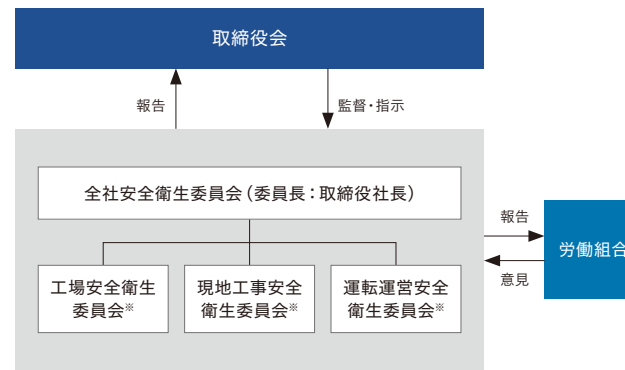 取締役会
報告
監督・指示
全社安全衛生委員会（委員長：取締役社長）
報告
労働組合
意見
工場安全衛生
委員会※
現地工事安全
衛生委員会※
運転運営安全
衛生委員会※